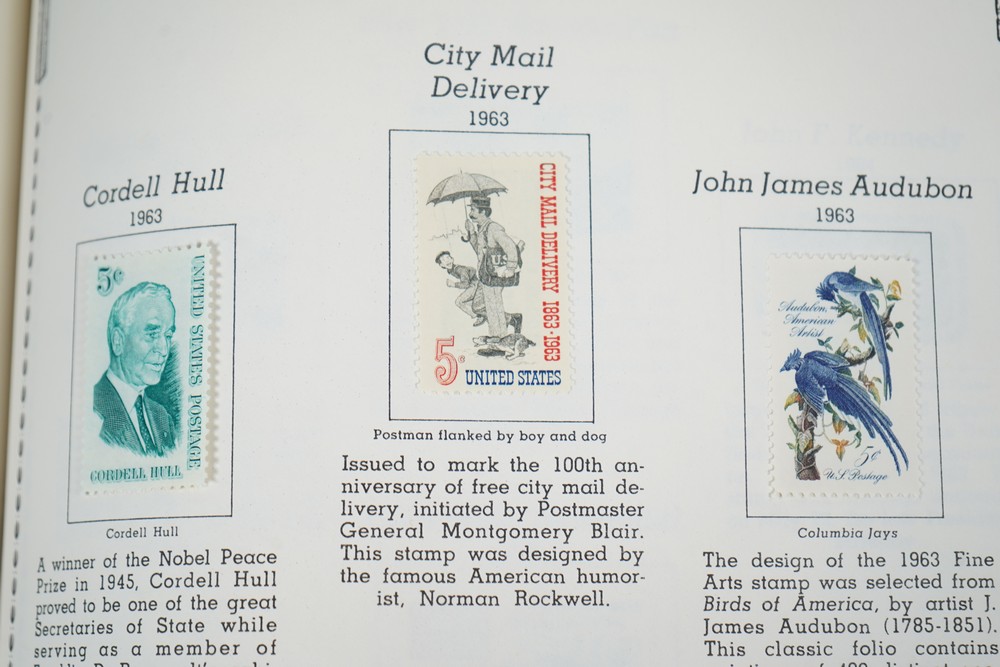 City Mail
Delivery
1963
Cordell Hull
1963
5¢
UNITED STATES POSTAGE
CORDELL HULL
Cordell Hull
A winner of the Nobel Peace
Prize in 1945, Cordell Hull
proved to be one of the great
Secretaries of State while
serving as a member of
CITY MAIL DELIVERY 1863-1963
U.S.
5¢
UNITED STATES
Postman flanked by boy and dog
Issued to mark the 100th an-
niversary of free city mail de-
livery, initiated by Postmaster
General Montgomery Blair.
This stamp was designed by
the famous American humor-
ist, Norman Rockwell.
John James Audubon
1963
Audubon,
American
Artist
5¢
U.S. Postage
Columbia Jays
The design of the 1963 Fine
Arts stamp was selected from
Birds of America, by artist J.
James Audubon (1785-1851).
This classic folio contains